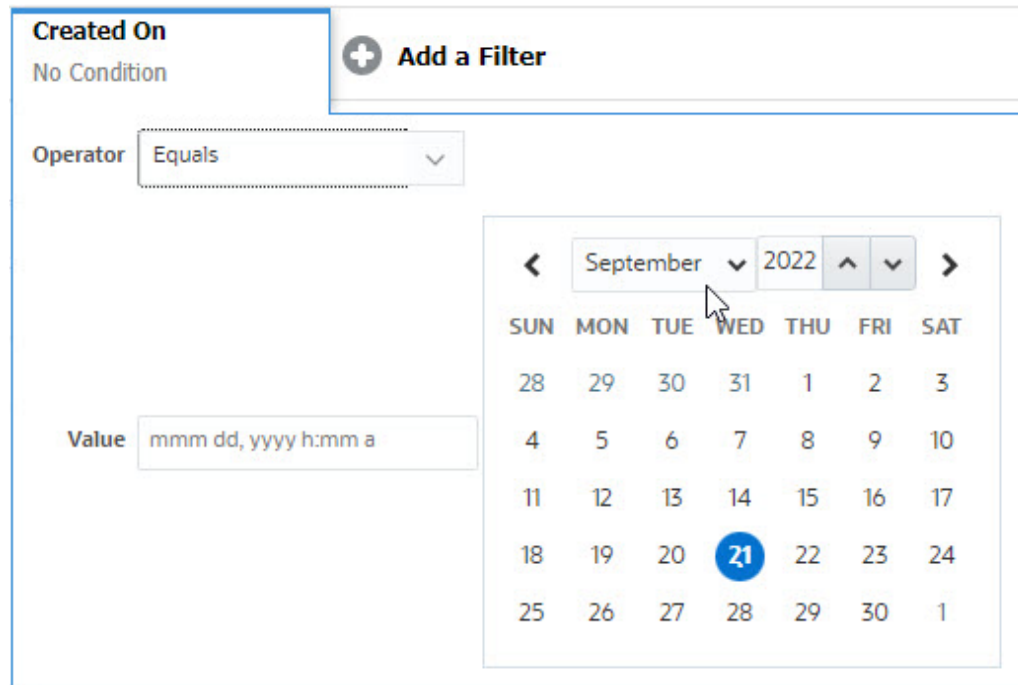 Created On
No Condition
Add a Filter
Operator
Equals
September
2022
SUN MON TUE WED THU FRI SAT
28 29 30 31 1 2 3
Value
mmm dd, yyyy h:mm a
4 5 6 7 8 9 10
11 12 13 14 15 16 17
18 19 20 21 22 23 24
25 26 27 28 29 30 1